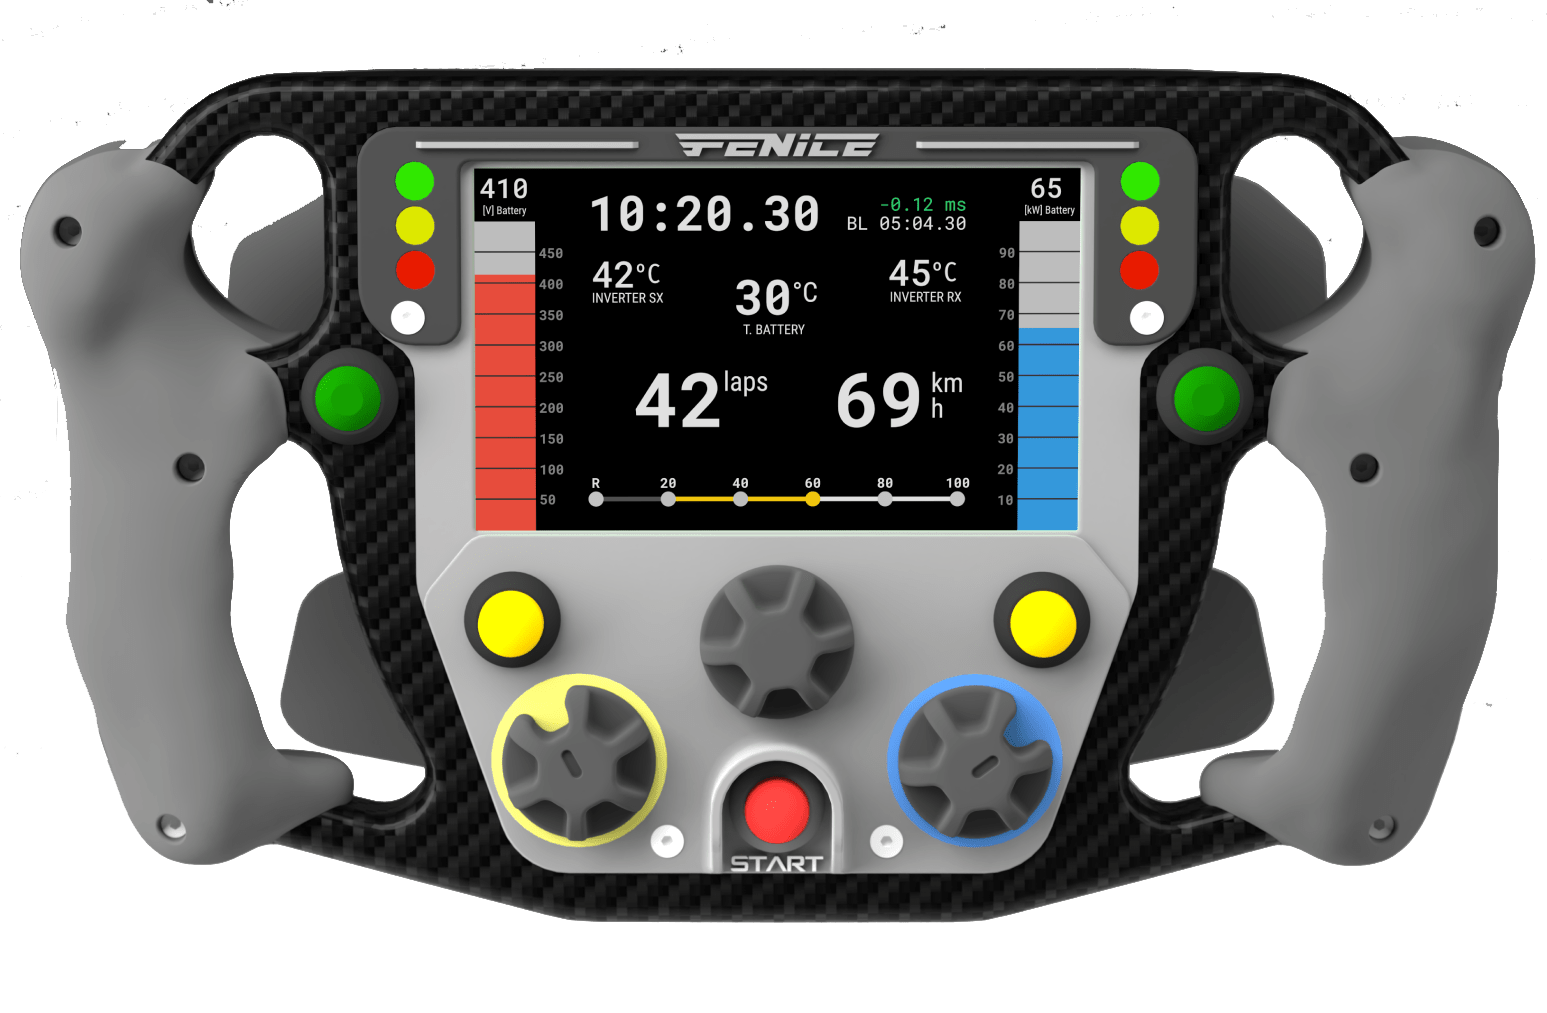 FENICE
410
[V] Battery
10:20.30
-0.12 ms
BL 05:04.30
65
[kW] Battery
42°C
INVERTER SX
30°C
T. BATTERY
45°C
INVERTER RX
450
400
350
300
250
200
150
100
50
90
80
70
60
50
40
30
20
10
42 laps
69 km
h
R 20 40 60 80 100
START